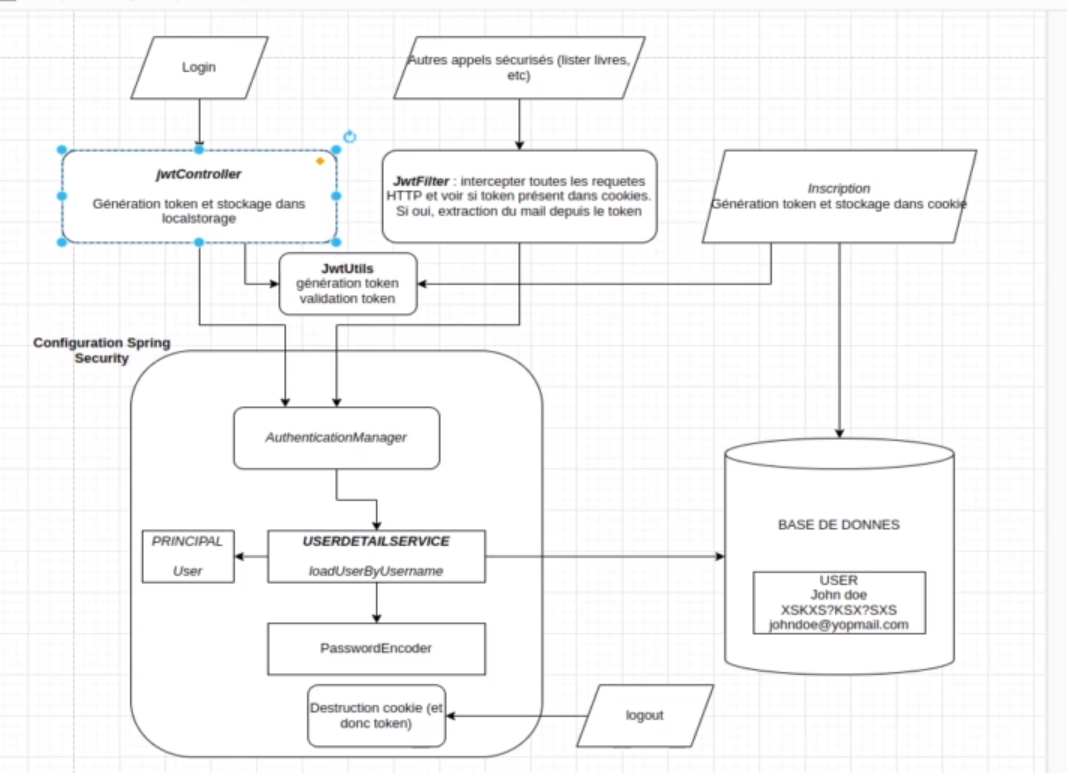 Login
Autres appels sécurisés (lister livres,
etc)
jwtController
Génération token et stockage dans
localstorage
JwtFilter : intercepter toutes les requetes
HTTP et voir si token présent dans cookies.
Si oui, extraction du mail depuis le token
Inscription
Génération token et stockage dans cookie
JwtUtils
génération token
validation token
Configuration Spring
Security
AuthenticationManager
PRINCIPAL
User
USERDETAILSERVICE
loadUserByUsername
BASE DE DONNES
USER
John doe
XSKXS?KSX?SXS
johndoe@yopmail.com
PasswordEncoder
Destruction cookie (et
donc token)
logout